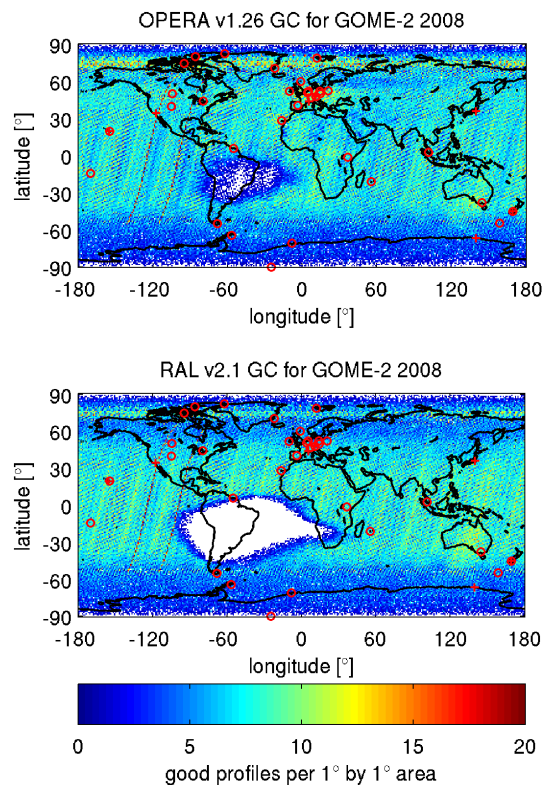 OPERA v1.26 GC for GOME-2 2008
90
60
30
0
-30
-60
-90
latitude [°]
-180 -120 -60 0 60 120 180
longitude [°]
RAL v2.1 GC for GOME-2 2008
90
60
30
0
-30
-60
-90
latitude [°]
-180 -120 -60 0 60 120 180
longitude [°]
0 5 10 15 20
good profiles per 1° by 1° area